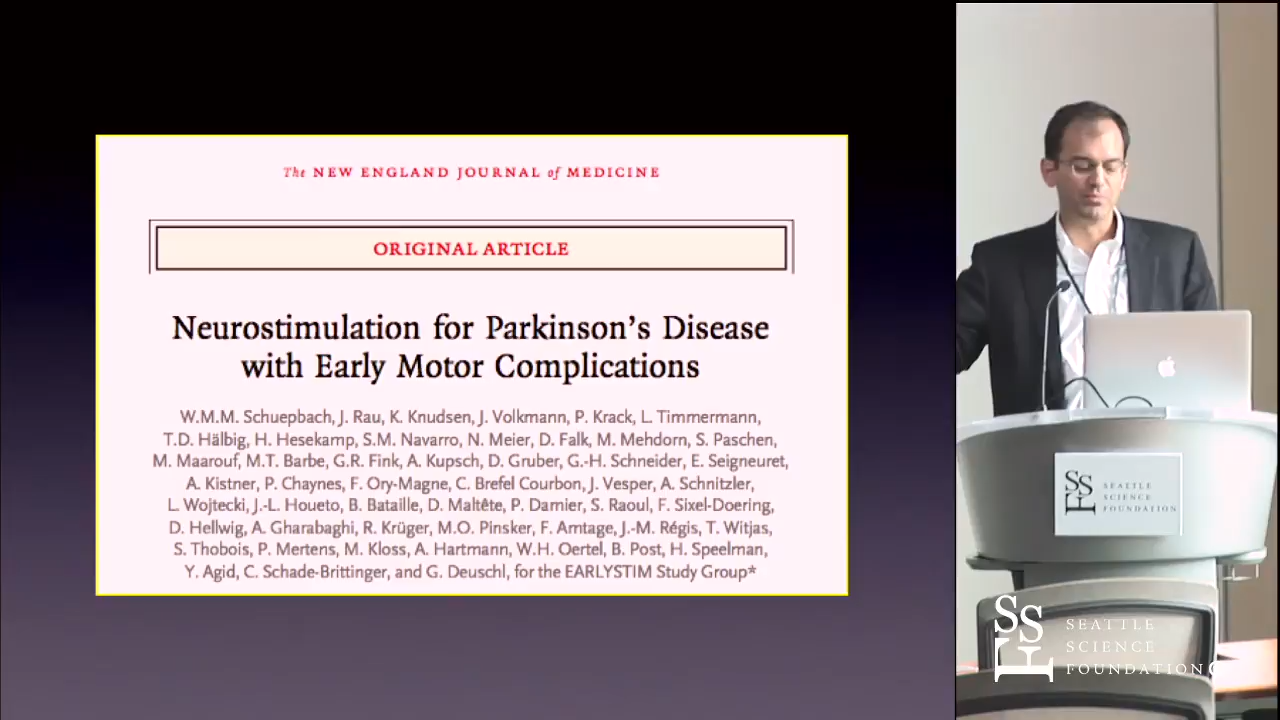 The NEW ENGLAND JOURNAL of MEDICINE
ORIGINAL ARTICLE
Neurostimulation for Parkinson's Disease
with Early Motor Complications
W.M.M. Schuepbach, J. Rau, K. Knudsen, J. Volkmann, P. Krack, L. Timmermann,
T.D. Hälbig, H. Hesekamp, S.M. Navarro, N. Meier, D. Falk, M. Mehdorn, S. Paschen,
M. Maarouf, M.T. Barbe, G.R. Fink, A. Kupsch, D. Gruber, G.-H. Schneider, E. Seigneuret,
A. Kistner, P. Chaynes, F. Ory-Magne, C. Brefel Courbon, J. Vesper, A. Schnitzler,
L. Wojtecki, J.-L. Houeto, B. Bataille, D. Maltête, P. Damier, S. Raoul, F. Sixel-Doering,
D. Hellwig, A. Gharabaghi, R. Krüger, M.O. Pinsker, F. Amtage, J.-M. Régis, T. Witjas,
S. Thobois, P. Mertens, M. Kloss, A. Hartmann, W.H. Oertel, B. Post, H. Speelman,
Y. Agid, C. Schade-Brittinger, and G. Deuschl, for the EARLYSTIM Study Group*
SSF
SEATTLE
SCIENCE
FOUNDATION
SSF
SEATTLE
SCIENCE
FOUNDATION